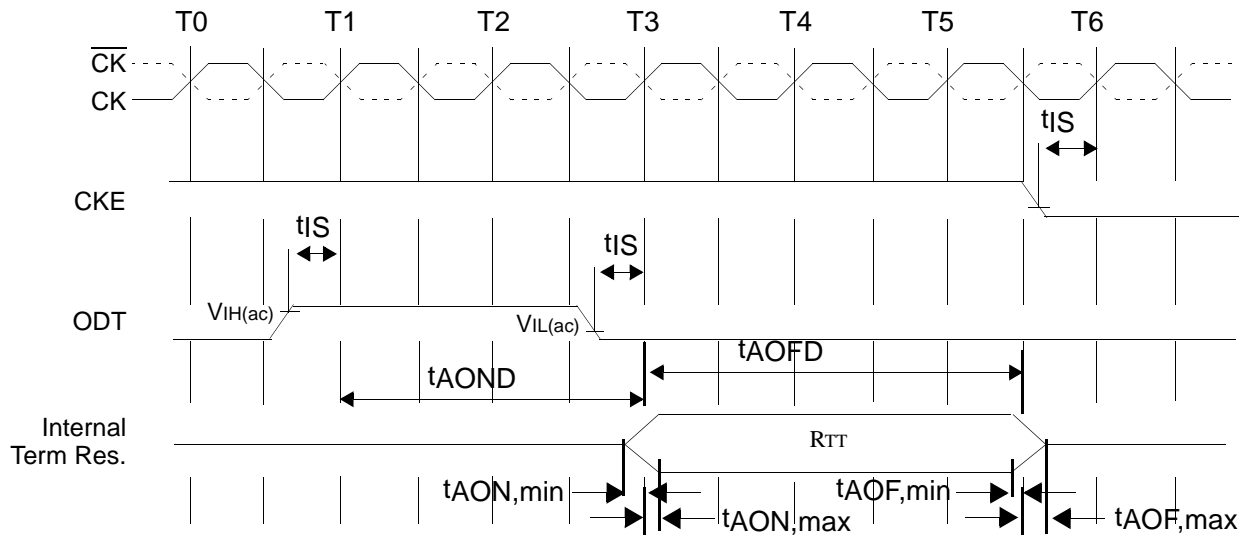 T0 T1 T2 T3 T4 T5 T6
CK
CK
tIS
CKE
tIS
tIS
VIH(ac)
ODT
VIL(ac)
tAOFD
tAOND
Internal
Term Res.
RTT
tAON,min
tAOF,min
tAON,max
tAOF,max